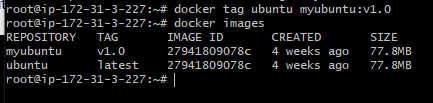 root@ip-172-31-3-227:~# docker tag ubuntu myubuntu:v1.0
root@ip-172-31-3-227:~# docker images
REPOSITORY TAG IMAGE ID CREATED SIZE
myubuntu v1.0 27941809078c 4 weeks ago 77.8MB
ubuntu latest 27941809078c 4 weeks ago 77.8MB
root@ip-172-31-3-227:~#